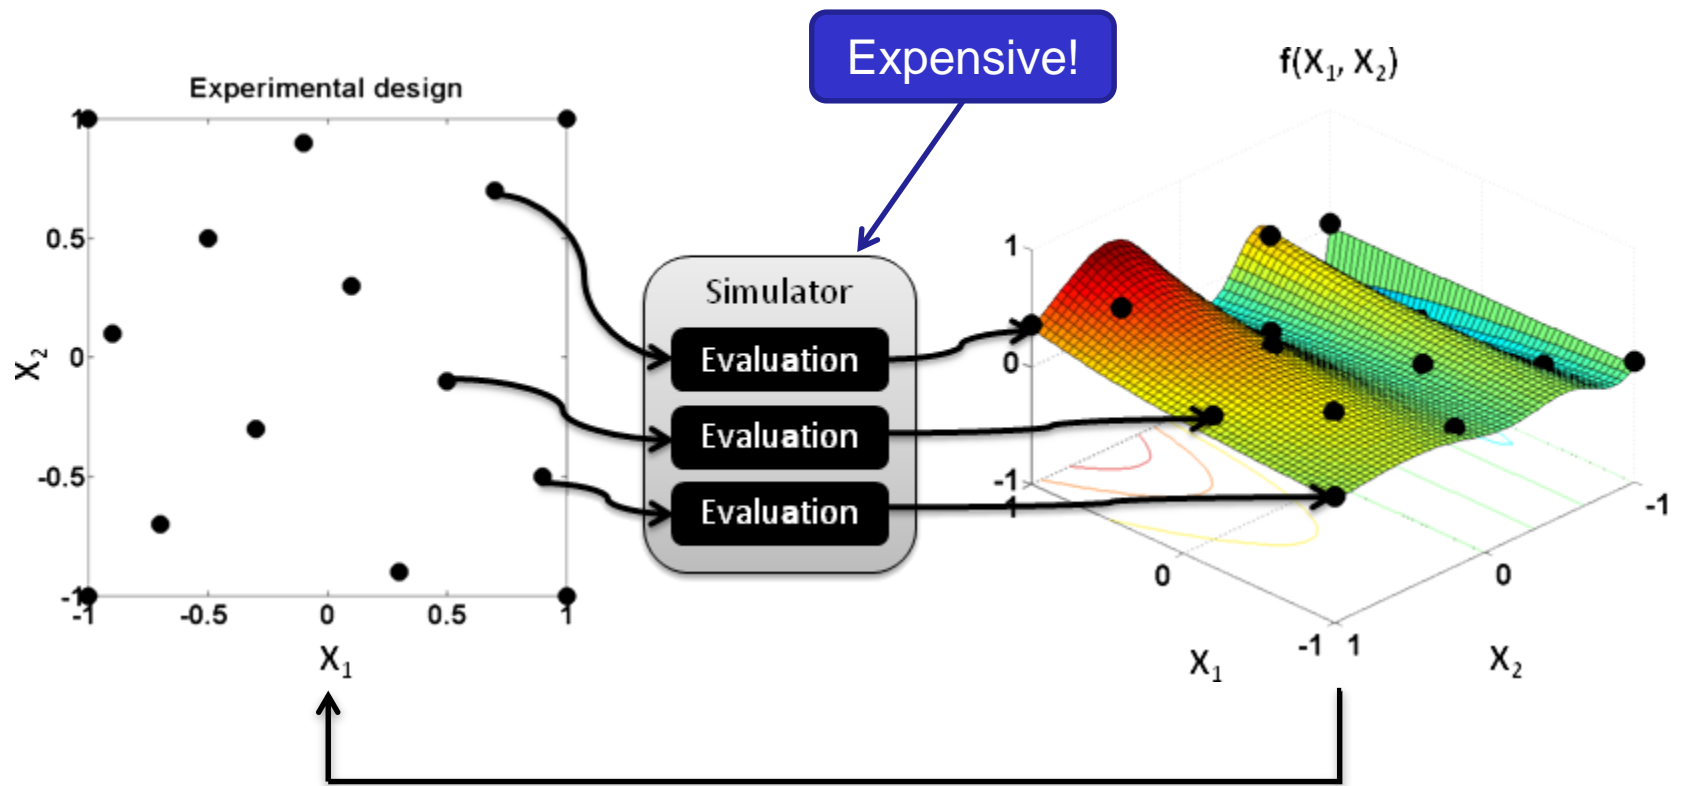 Expensive!
f(X₁, X₂)
Experimental design
1
0.5
0
-0.5
-1
-1
-0.5
0
0.5
1
X₂
X₁
Simulator
Evaluation
Evaluation
Evaluation
1
0
-1
1
0
-1
1
0
-1
X₁
X₂